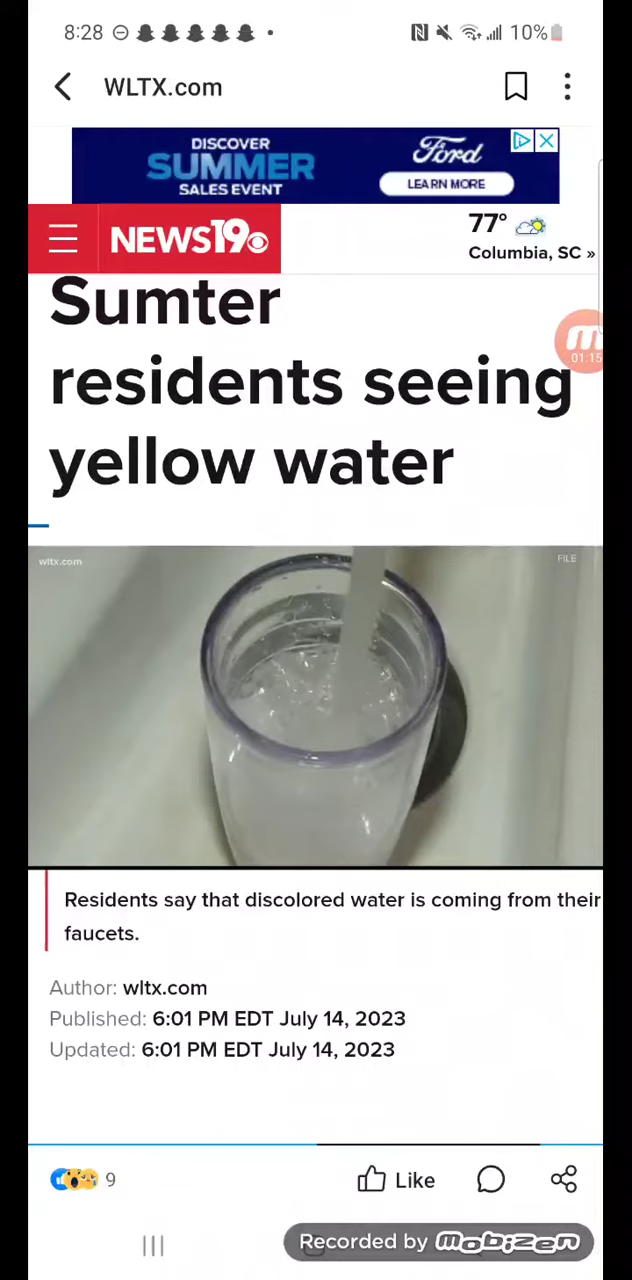 8:28
10%
WLTX.com
DISCOVER
SUMMER
SALES EVENT
Ford
LEARN MORE
NEWS19
77°
Columbia, SC »
Sumter
residents seeing
yellow water
01:15
wltx.com
FILE
Residents say that discolored water is coming from their
faucets.
Author: wltx.com
Published: 6:01 PM EDT July 14, 2023
Updated: 6:01 PM EDT July 14, 2023
9
Like
Recorded by mobizen